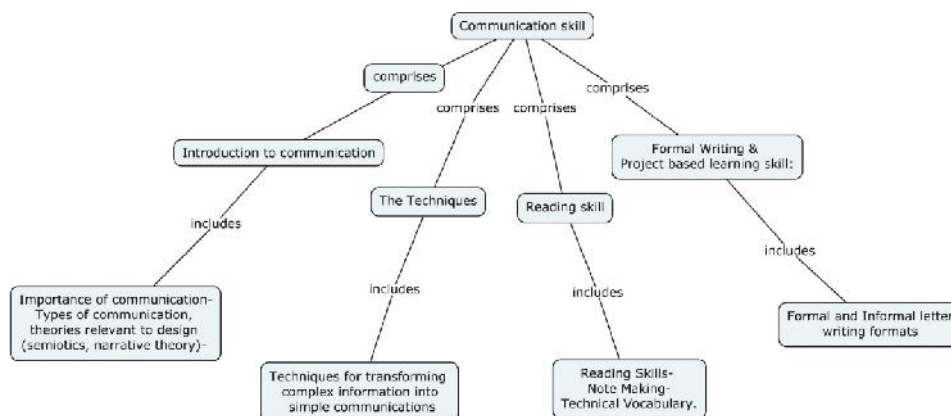 Communication skill
comprises
comprises
comprises
comprises
Introduction to communication
The Techniques
Reading skill
Formal Writing &
Project based learning skill:
includes
includes
includes
includes
Importance of communication-
Types of communication,
theories relevant to design
(semiotics, narrative theory)-
Techniques for transforming
complex information into
simple communications
Reading Skills-
Note Making-
Technical Vocabulary.
Formal and Informal letter
writing formats